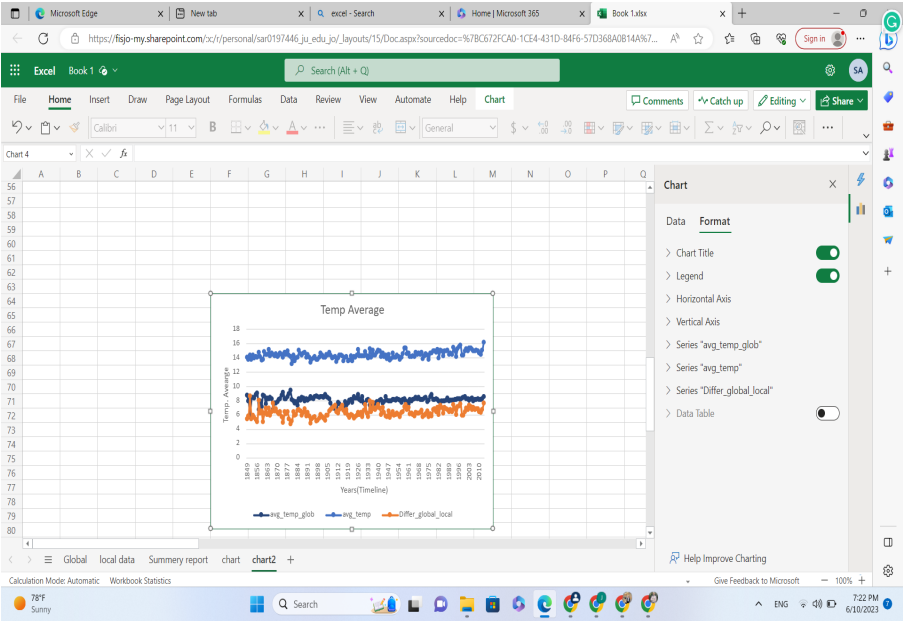 Microsoft Edge
New tab
excel - Search
Home | Microsoft 365
Book 1.xlsx
https://fisjo-my.sharepoint.com/:x:/r/personal/sar0197446_ju_edu_jo/_layouts/15/Doc.aspx?sourcedoc=%7BC672FCA0-1CE4-431D-84F6-57D368A0B14A%7...
Sign in
Excel
Book 1
Search (Alt + Q)
SA
File
Home
Insert
Draw
Page Layout
Formulas
Data
Review
View
Automate
Help
Chart
Comments
Catch up
Editing
Share
Calibri
11
B
General
Chart 4
fx
A B C D E F G H I J K L M N O P Q
56
57
58
59
60
61
62
63
64
65
66
67
68
69
70
71
72
73
74
75
76
77
78
79
80
Temp Average
18
16
14
12
10
8
6
4
2
0
Temp. Aveange
1849 1856 1863 1870 1877 1884 1891 1898 1905 1912 1919 1926 1933 1940 1947 1954 1961 1968 1975 1982 1989 1996 2003 2010
Years(Timeline)
avg_temp_glob
avg_temp
Differ_global_local
Chart
Data
Format
Chart Title
Legend
Horizontal Axis
Vertical Axis
Series "avg_temp_glob"
Series "avg_temp"
Series "Differ_global_local"
Data Table
Help Improve Charting
Global
local data
Summery report
chart
chart2
Calculation Mode: Automatic
Workbook Statistics
Give Feedback to Microsoft
100%
78°F
Sunny
Search
ENG
7:22 PM
6/10/2023